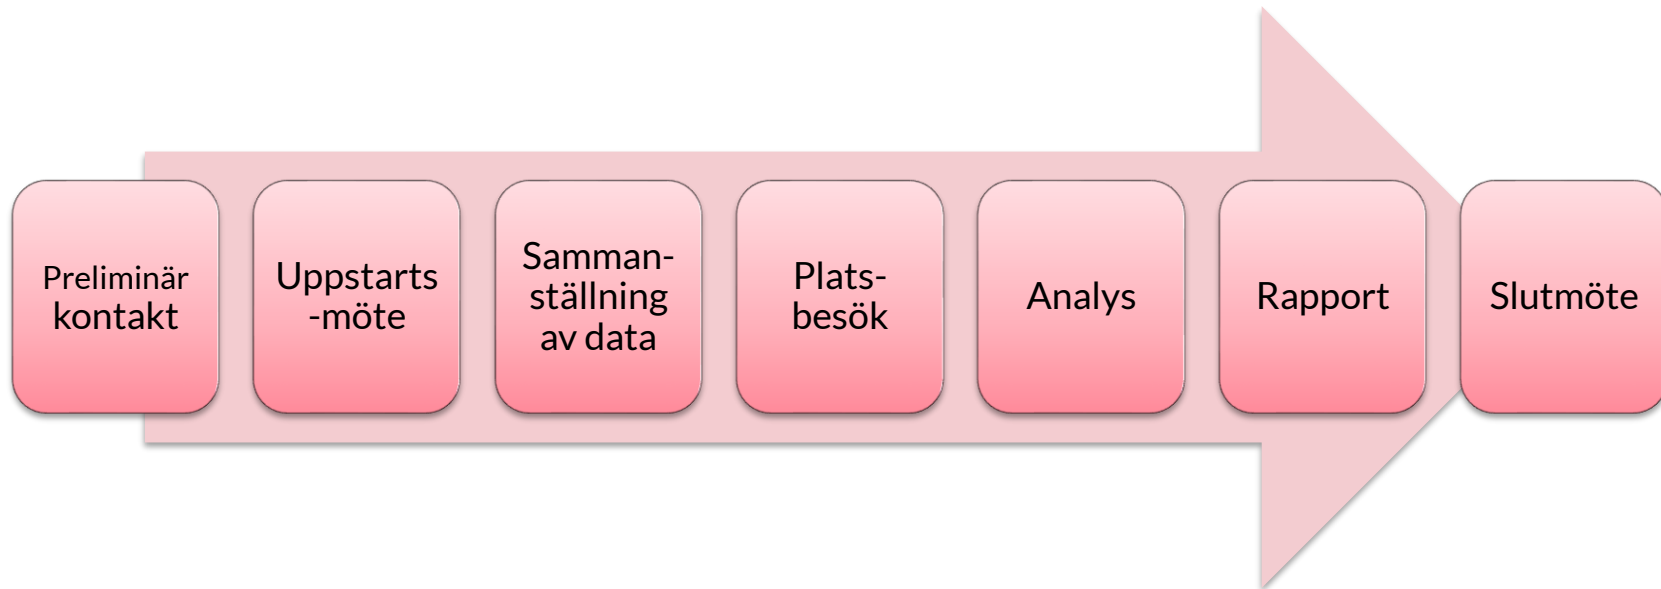 Preliminär
kontakt
Uppstarts
-möte
Samman-
ställning
av data
Plats-
besök
Analys
Rapport
Slutmöte